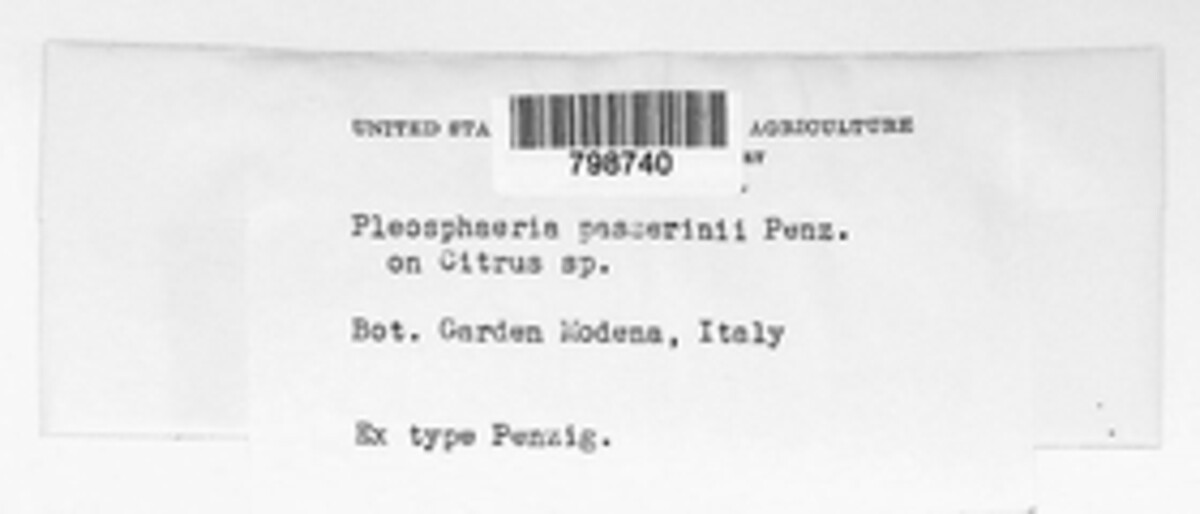 UNITED STA AGRICULTURE
798740
Pleosphaeria passerinii Penz.
on Citrus sp.
Bot. Garden Modena, Italy
Ex type Penzig.